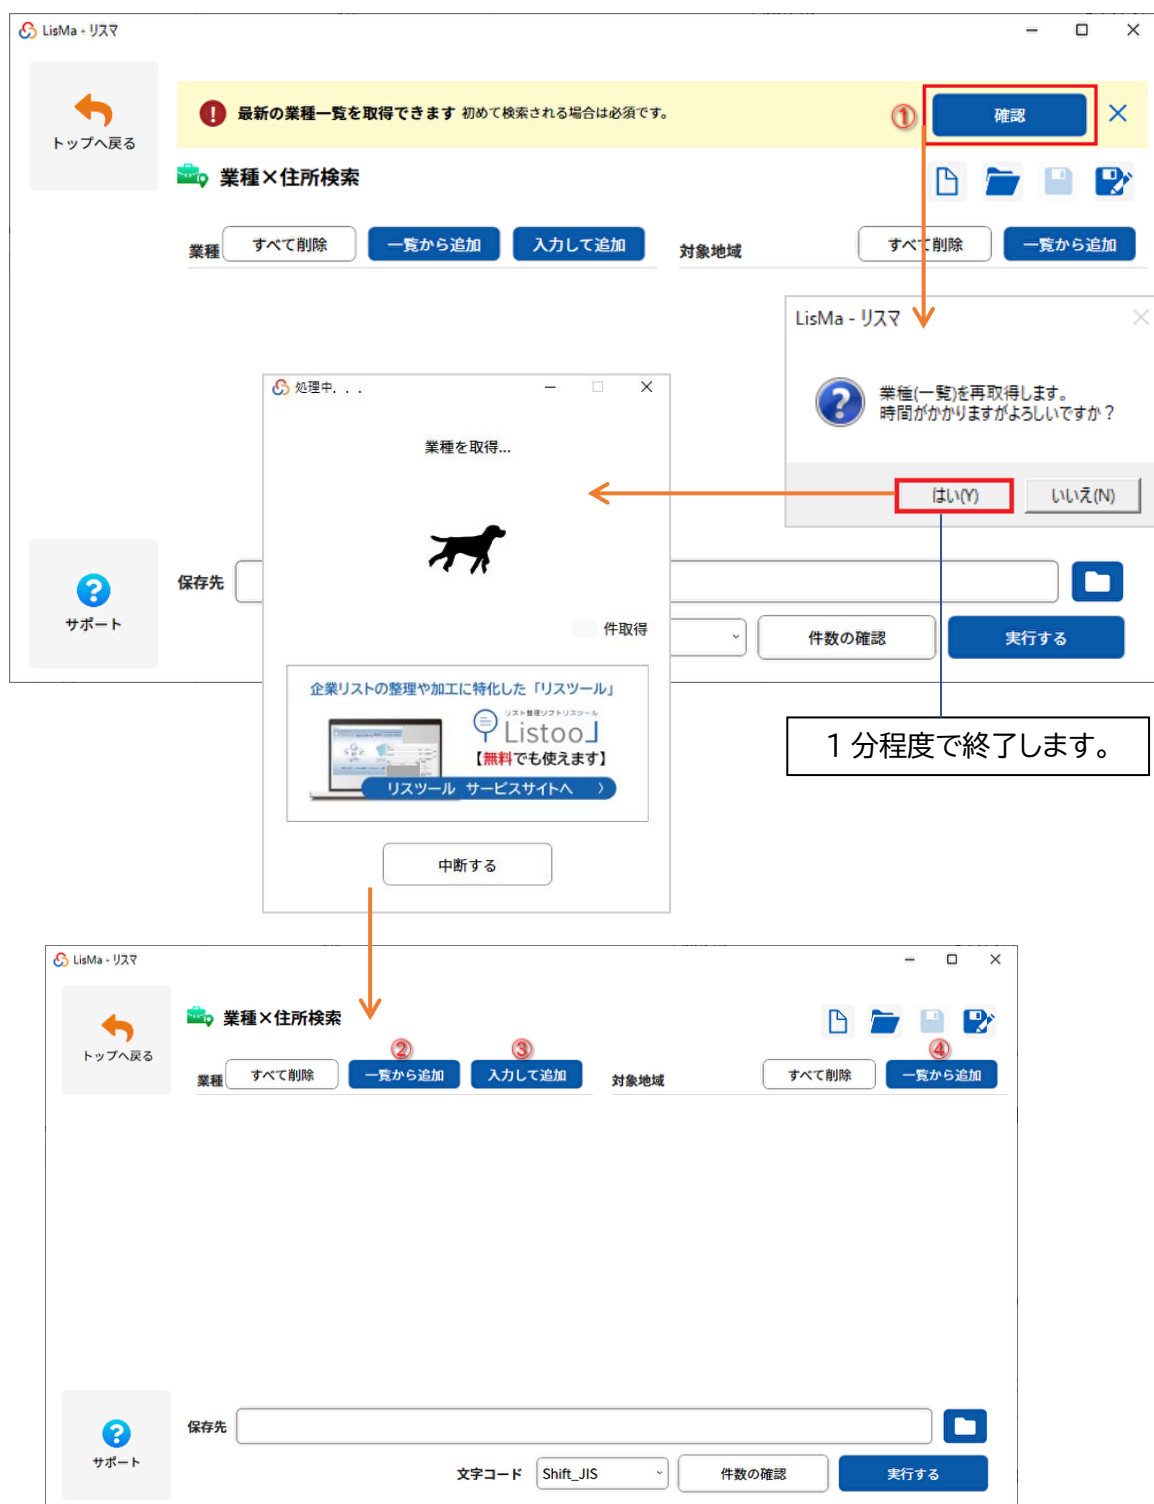 LisMa - リスマ
トップへ戻る
最新の業種一覧を取得できます 初めて検索される場合は必須です。
①
確認
業種×住所検索
業種
すべて削除
一覧から追加
入力して追加
対象地域
すべて削除
一覧から追加
LisMa - リスマ
業種(一覧)を再取得します。
時間がかかりますがよろしいですか？
はい(Y)
いいえ(N)
処理中．．．
業種を取得...
件取得
企業リストの整理や加工に特化した「リスツール」
リスト整理ソフトリスツール
Listool
【無料でも使えます】
リスツール サービスサイトへ
中断する
サポート
保存先
件数の確認
実行する
1 分程度で終了します。
LisMa - リスマ
トップへ戻る
業種×住所検索
②
③
④
業種
すべて削除
一覧から追加
入力して追加
対象地域
すべて削除
一覧から追加
サポート
保存先
文字コード
Shift_JIS
件数の確認
実行する